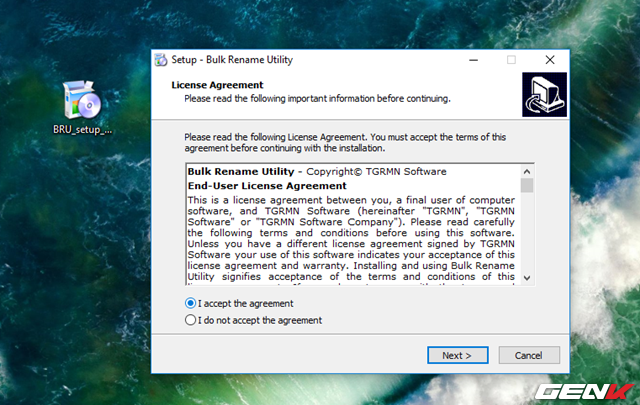 Setup - Bulk Rename Utility
License Agreement
Please read the following important information before continuing.
BRU_setup_...
Please read the following License Agreement. You must accept the terms of this
agreement before continuing with the installation.
Bulk Rename Utility - Copyright© TGRMN Software
End-User License Agreement
This is a license agreement between you, a final user of computer
software, and TGRMN Software (hereinafter "TGRMN", "TGRMN
Software" or "TGRMN Software Company"). Please read carefully
the following terms and conditions before using this software.
Unless you have a different license agreement signed by TGRMN
Software your use of this software indicates your acceptance of this
license agreement and warranty. Installing and using Bulk Rename
Utility signifies acceptance of the terms and conditions of this
I accept the agreement
I do not accept the agreement
Next >
Cancel
GENK